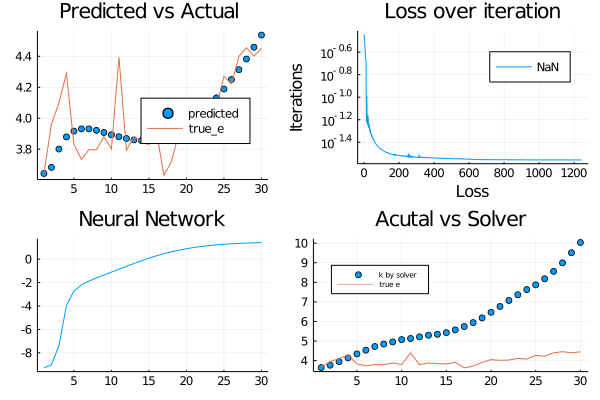 Predicted vs Actual
4.4
4.2
4.0
3.8
predicted
true_e
5 10 15 20 25 30
Loss over iteration
Iterations
10^-0.6
10^-0.8
10^-1.0
10^-1.2
10^-1.4
NaN
0 200 400 600 800 1000 1200
Loss
Neural Network
0
-2
-4
-6
-8
5 10 15 20 25 30
Acutal vs Solver
10
9
8
7
6
5
4
k by solver
true e
5 10 15 20 25 30